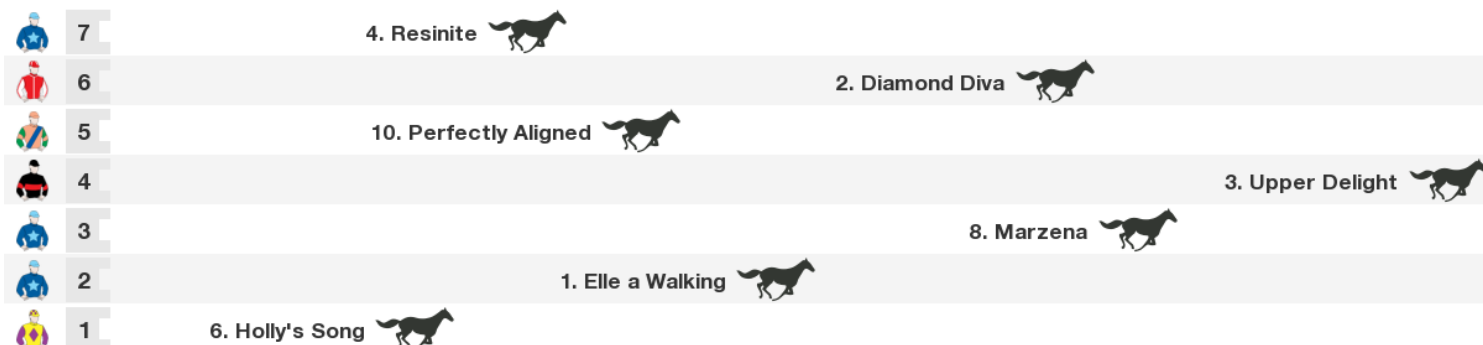 7 4. Resinite
6 2. Diamond Diva
5 10. Perfectly Aligned
4 3. Upper Delight
3 8. Marzena
2 1. Elle a Walking
1 6. Holly's Song